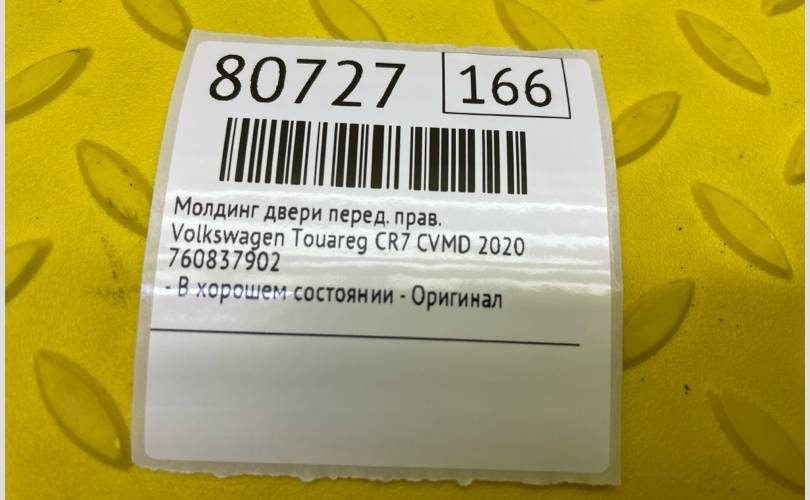 80727 166
Молдинг двери перед. прав.
Volkswagen Touareg CR7 CVMD 2020
760837902
- В хорошем состоянии - Оригинал